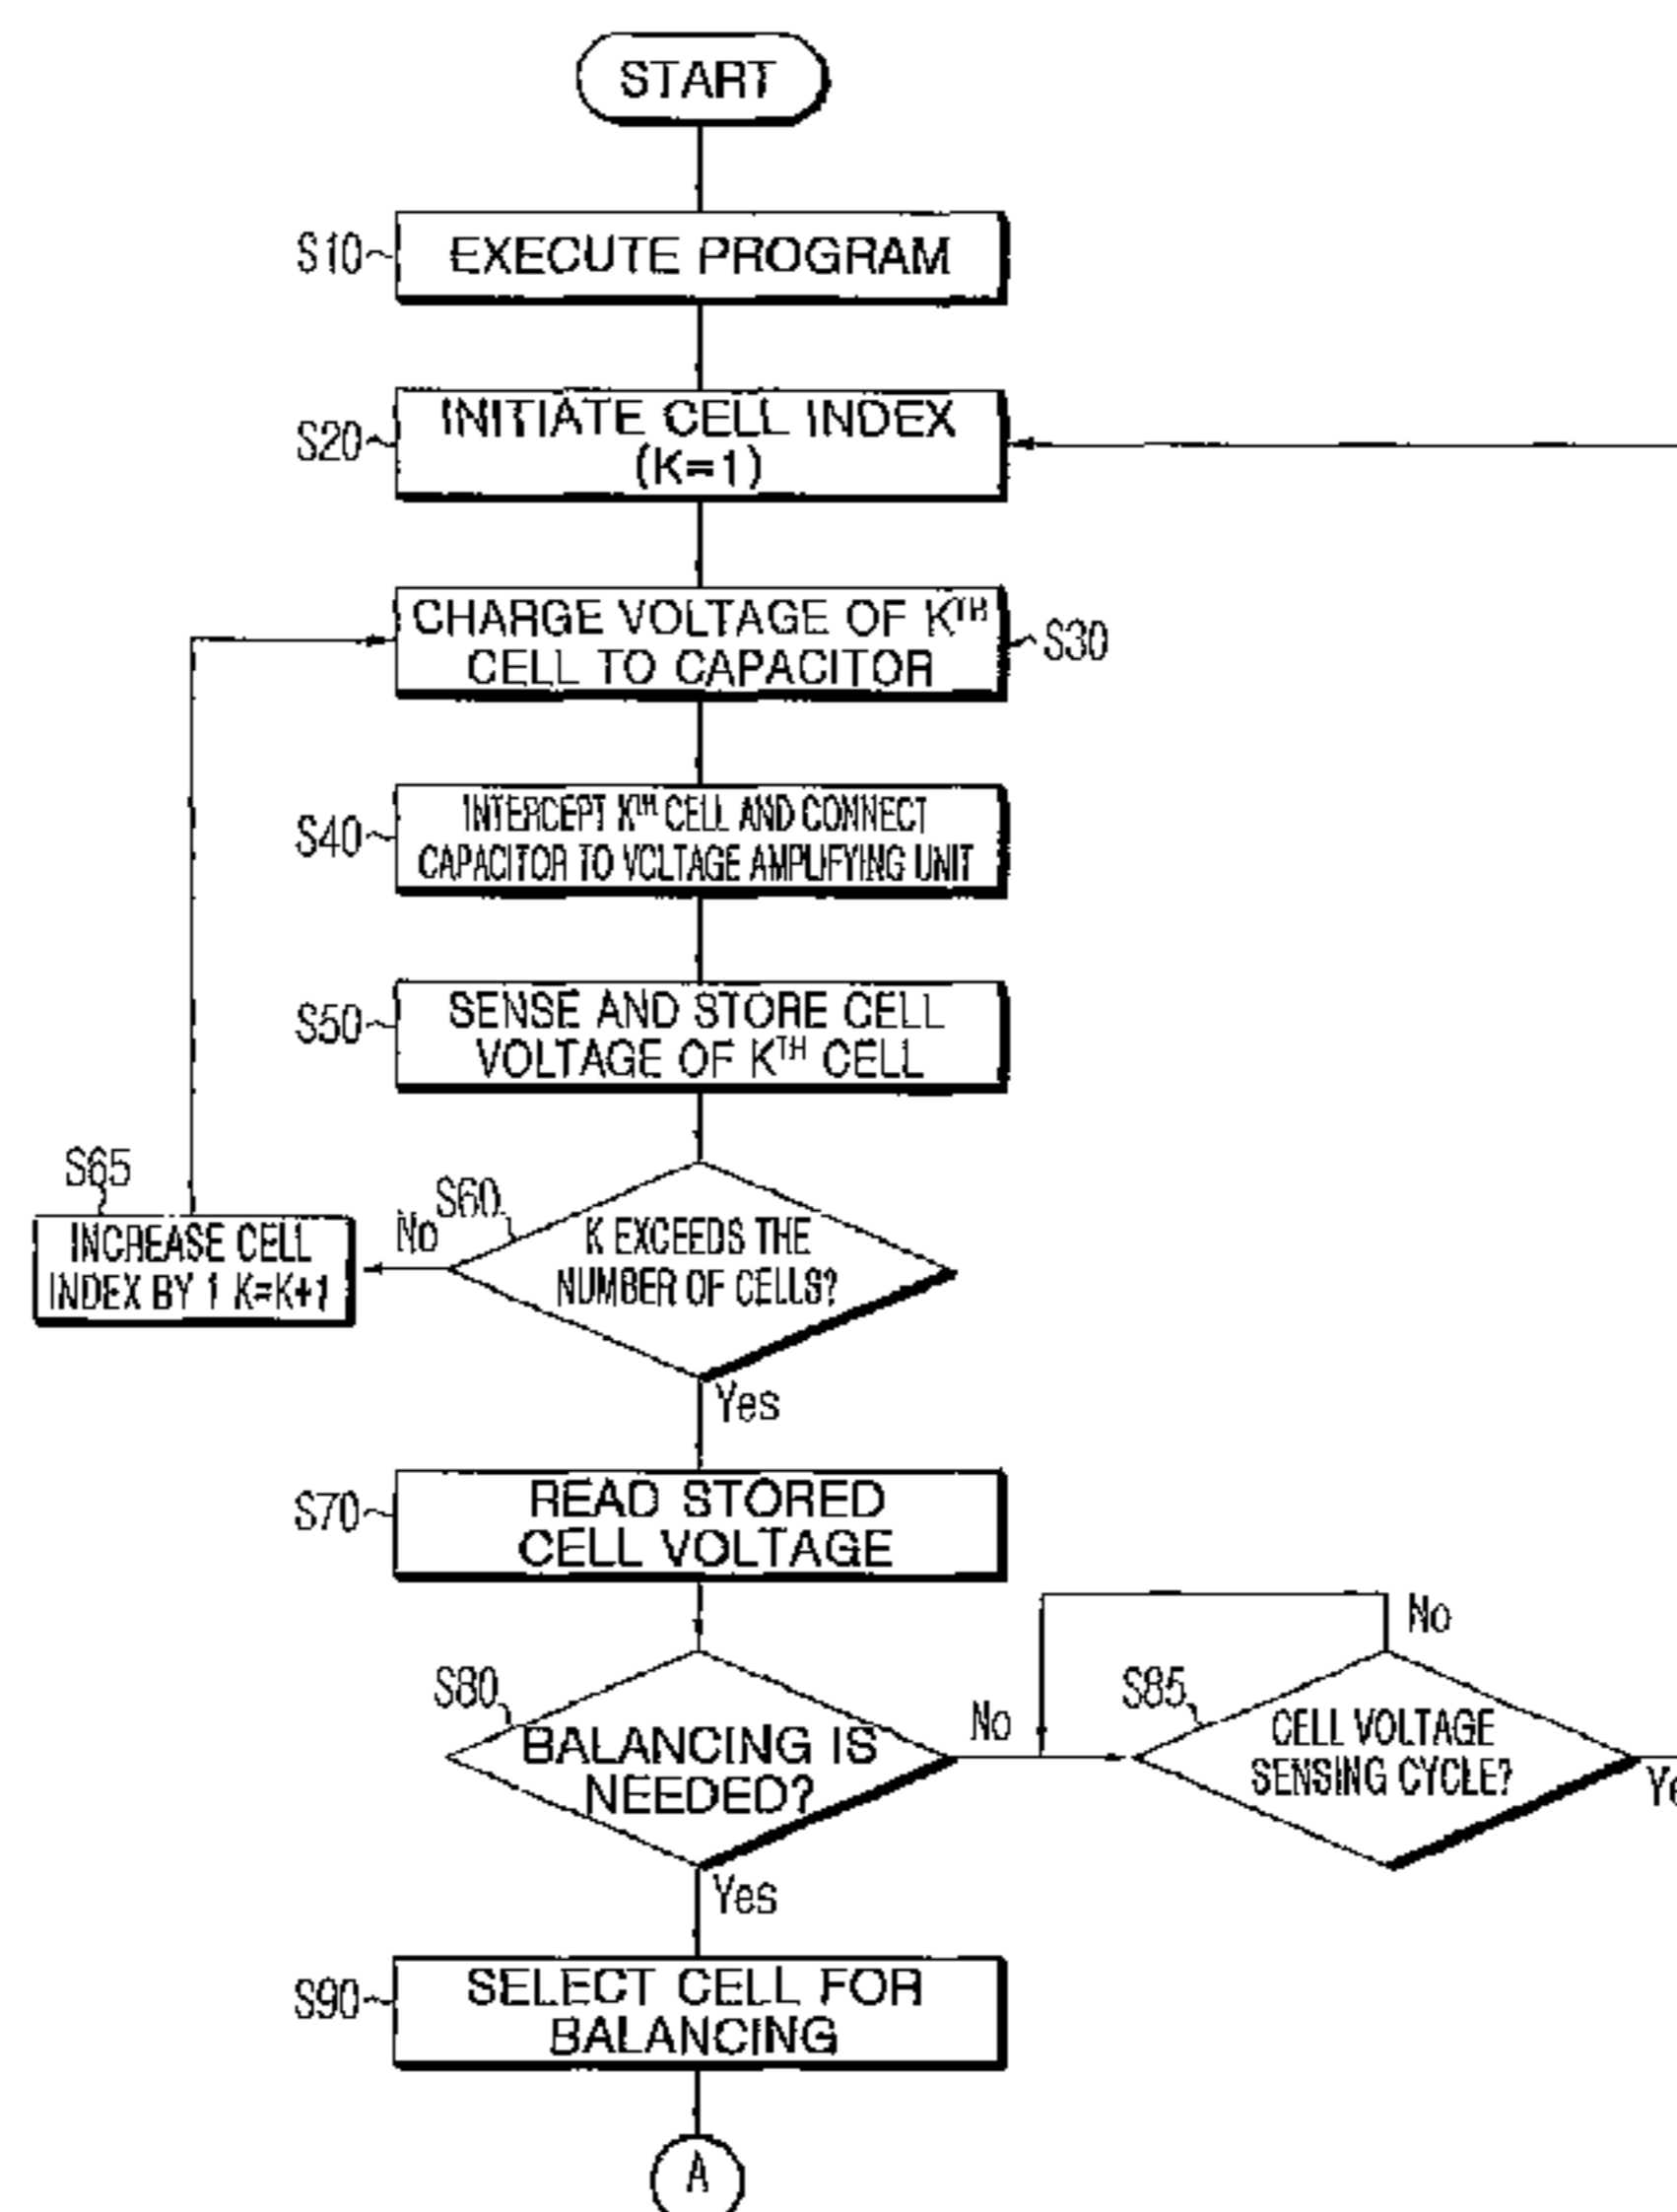 START
S10
EXECUTE PROGRAM
S20
INITIATE CELL INDEX
(K=1)
CHARGE VOLTAGE OF KTH
CELL TO CAPACITOR
S30
S40
INTERCEPT KTH CELL AND CONNECT
CAPACITOR TO VOLTAGE AMPLIFYING UNIT
S50
SENSE AND STORE CELL
VOLTAGE OF KTH CELL
S65
INCREASE CELL
INDEX BY 1 K=K+1
No
S60
K EXCEEDS THE
NUMBER OF CELLS?
Yes
S70
READ STORED
CELL VOLTAGE
S80
BALANCING IS
NEEDED?
No
No
S85
CELL VOLTAGE
SENSING CYCLE?
Yes
S90
SELECT CELL FOR
BALANCING
A